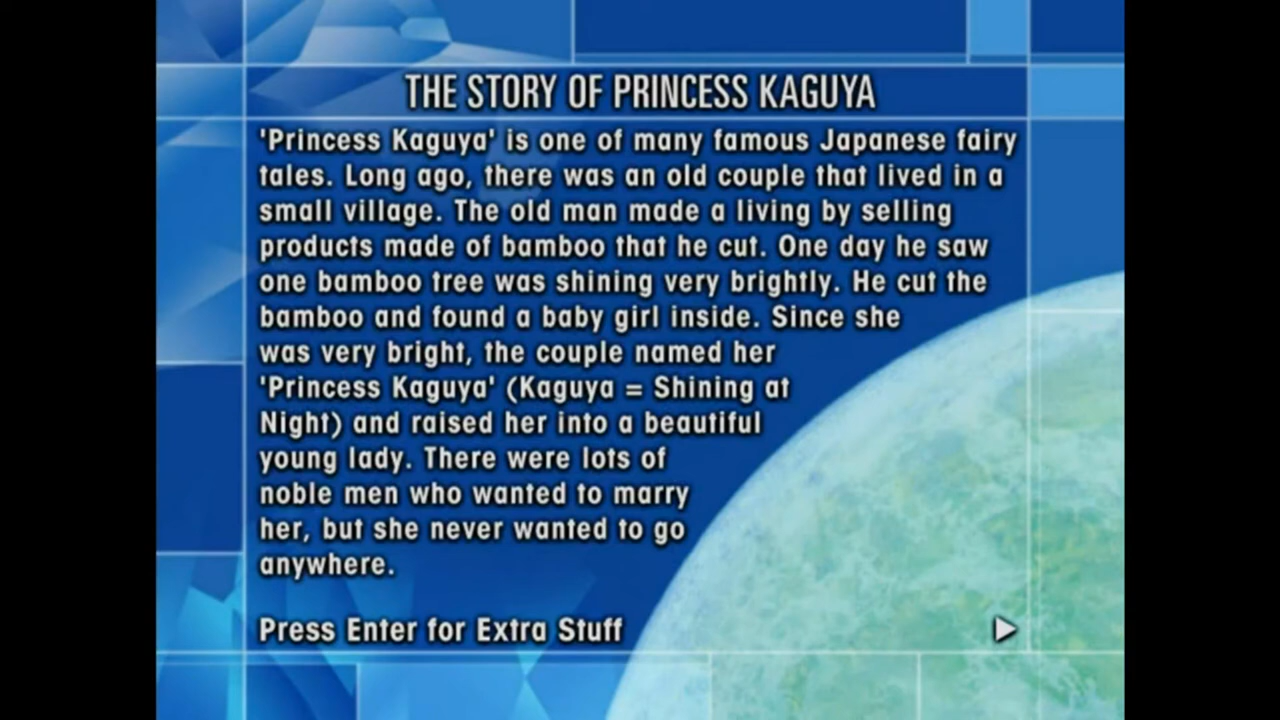 THE STORY OF PRINCESS KAGUYA
'Princess Kaguya' is one of many famous Japanese fairy
tales. Long ago, there was an old couple that lived in a
small village. The old man made a living by selling
products made of bamboo that he cut. One day he saw
one bamboo tree was shining very brightly. He cut the
bamboo and found a baby girl inside. Since she
was very bright, the couple named her
'Princess Kaguya' (Kaguya = Shining at
Night) and raised her into a beautiful
young lady. There were lots of
noble men who wanted to marry
her, but she never wanted to go
anywhere.
Press Enter for Extra Stuff